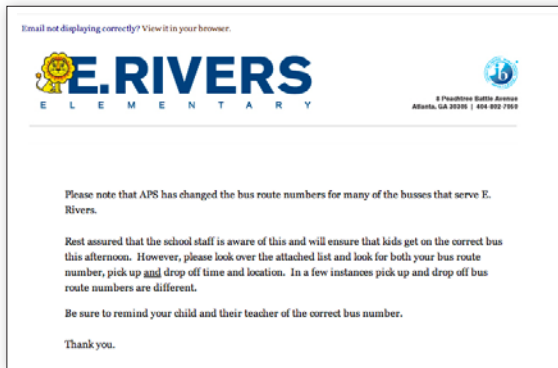 Email not displaying correctly? View it in your browser.
E.RIVERS
ELEMENTARY
8 Peachtree Battle Avenue
Atlanta, GA 30305 | 404-802-7050
Please note that APS has changed the bus route numbers for many of the busses that serve E.
Rivers.
Rest assured that the school staff is aware of this and will ensure that kids get on the correct bus
this afternoon. However, please look over the attached list and look for both your bus route
number, pick up and drop off time and location. In a few instances pick up and drop off bus
route numbers are different.
Be sure to remind your child and their teacher of the correct bus number.
Thank you.